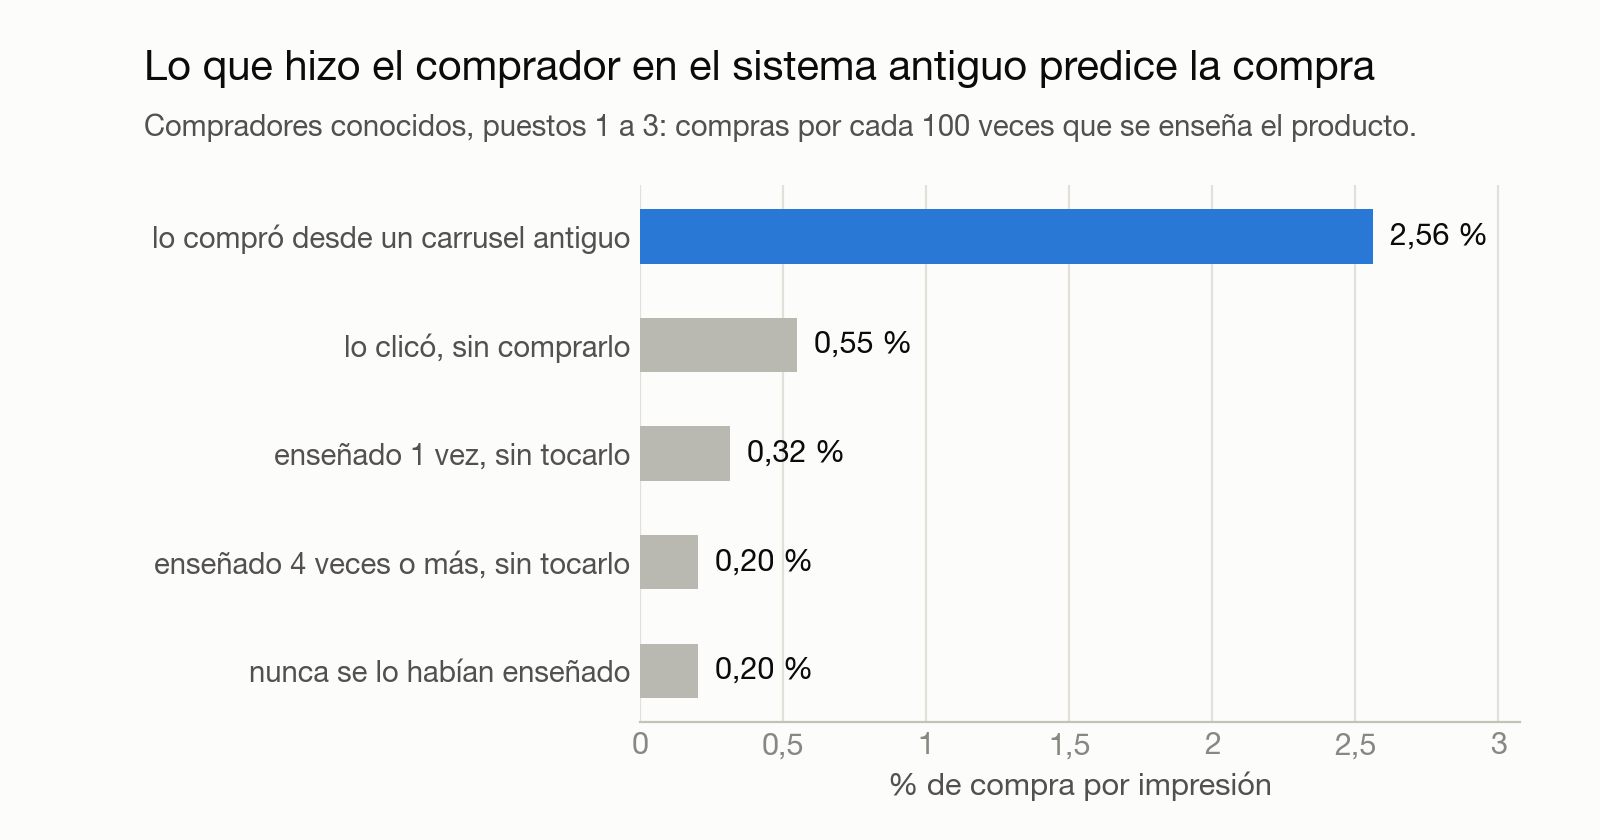 Lo que hizo el comprador en el sistema antiguo predice la compra
Compradores conocidos, puestos 1 a 3: compras por cada 100 veces que se enseña el producto.
lo compró desde un carrusel antiguo
2,56 %
lo clicó, sin comprarlo
0,55 %
enseñado 1 vez, sin tocarlo
0,32 %
enseñado 4 veces o más, sin tocarlo
0,20 %
nunca se lo habían enseñado
0,20 %
0 0,5 1 1,5 2 2,5 3
% de compra por impresión